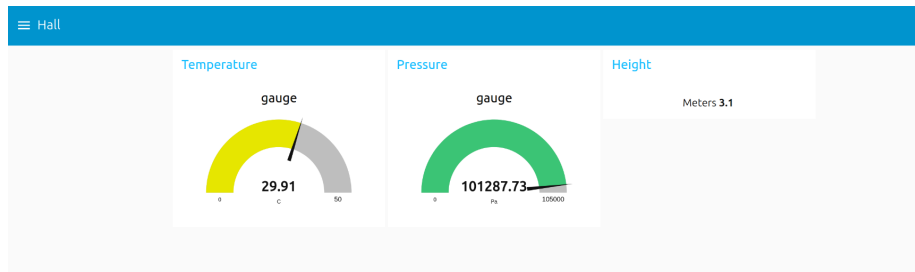 Hall
Temperature
gauge
29.91
0
C
50
Pressure
gauge
101287.73
0
Pa
105000
Height
Meters 3.1